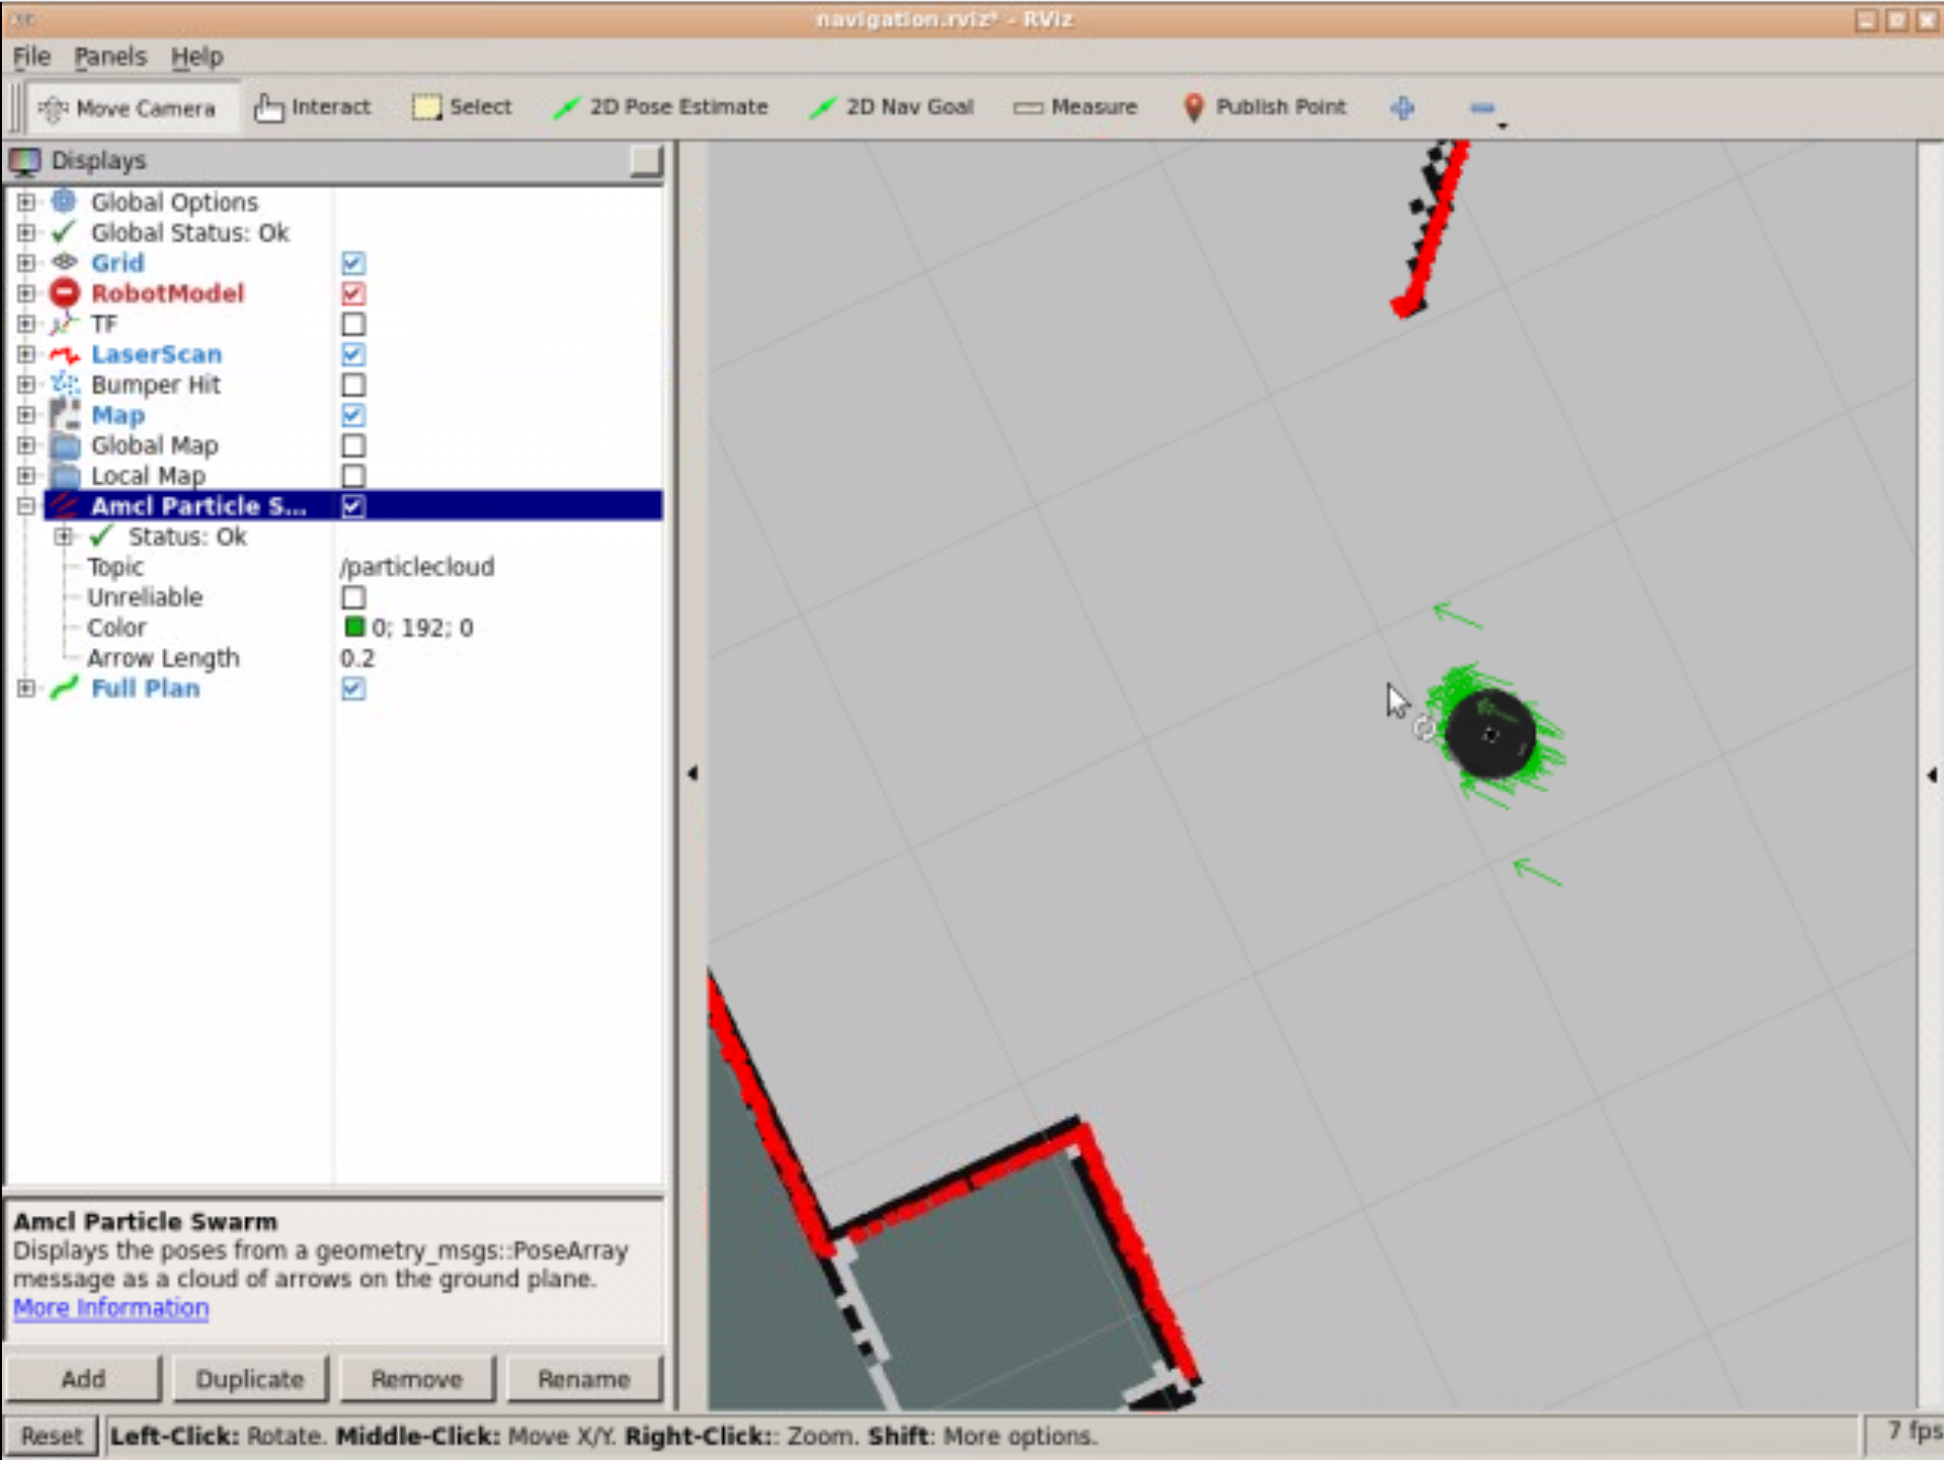 navigation.rviz* - RViz
File Panels Help
Move Camera Interact Select 2D Pose Estimate 2D Nav Goal Measure Publish Point
Displays
Global Options
Global Status: Ok
Grid
RobotModel
TF
LaserScan
Bumper Hit
Map
Global Map
Local Map
Amcl Particle S...
Status: Ok
Topic /particlecloud
Unreliable
Color 0; 192; 0
Arrow Length 0.2
Full Plan
Amcl Particle Swarm
Displays the poses from a geometry_msgs::PoseArray
message as a cloud of arrows on the ground plane.
More Information
Add Duplicate Remove Rename
Reset Left-Click: Rotate. Middle-Click: Move X/Y. Right-Click:: Zoom. Shift: More options. 7 fps